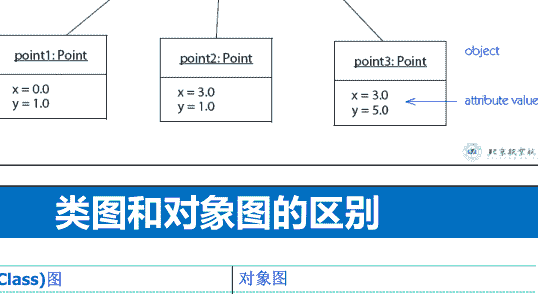 point1: Point
x = 0.0
y = 1.0
point2: Point
x = 3.0
y = 1.0
point3: Point
x = 3.0
y = 5.0
object
attribute value
类图和对象图的区别
Class)图
对象图